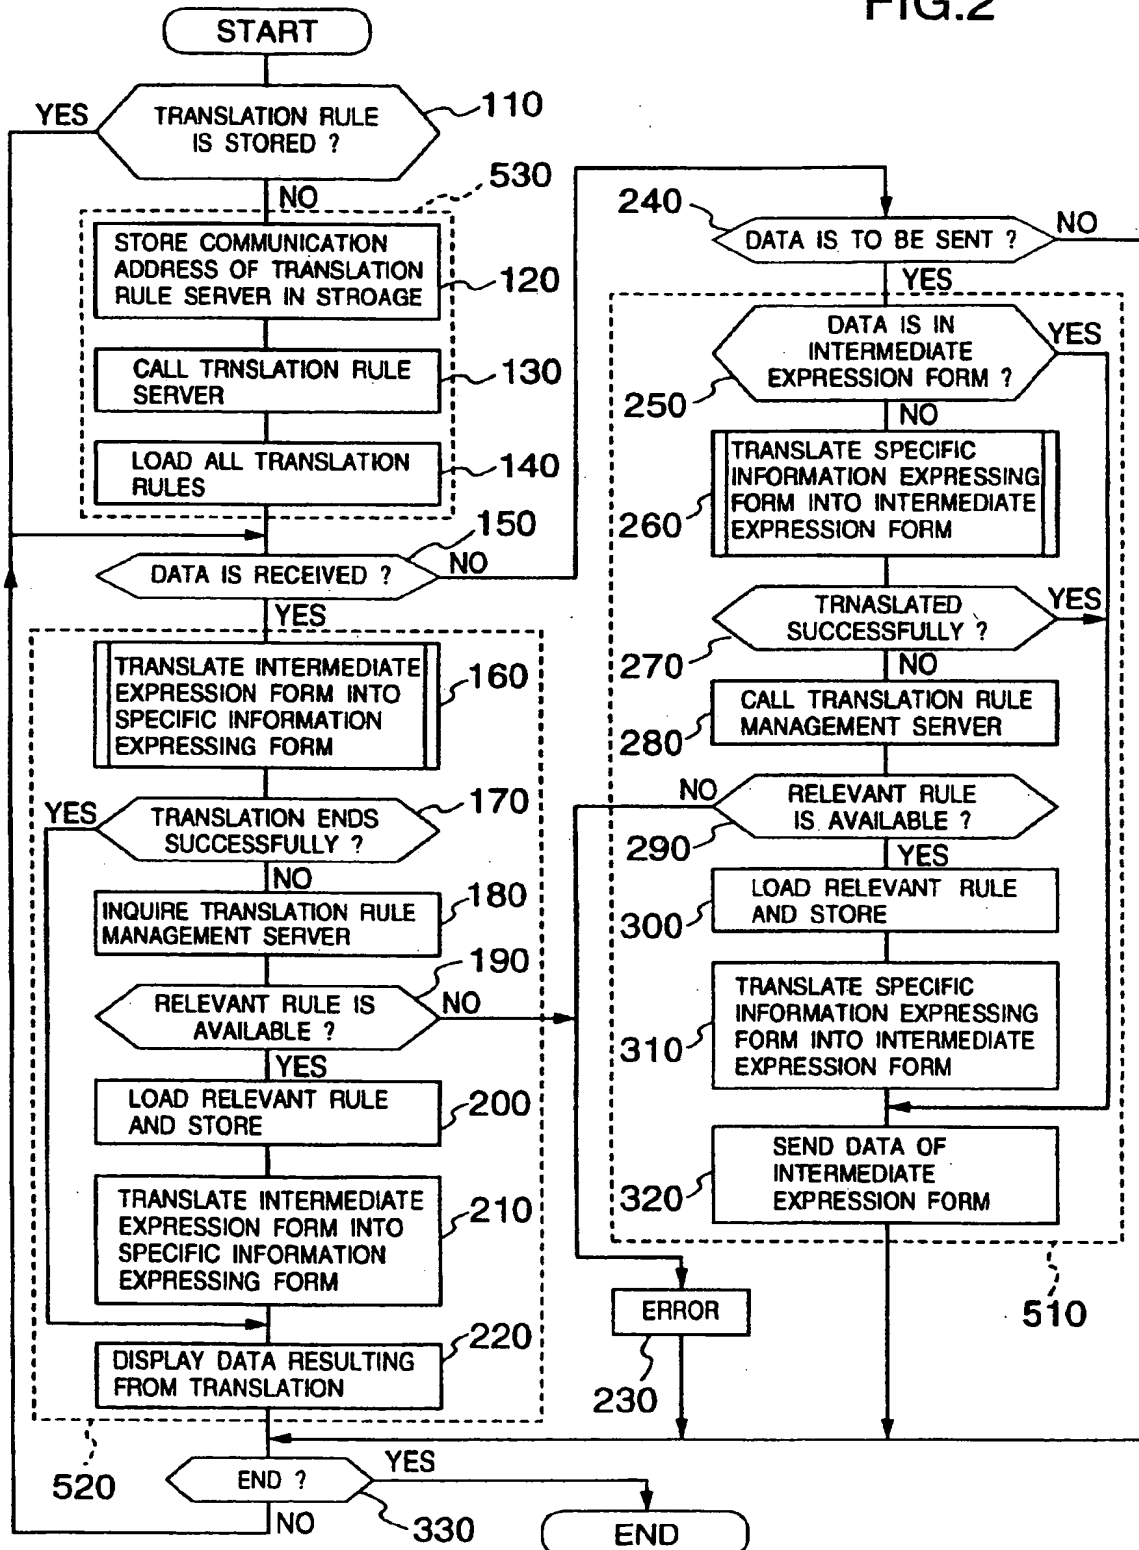 FIG.2
START
YES
TRANSLATION RULE
IS STORED ?
110
NO
530
STORE COMMUNICATION
ADDRESS OF TRANSLATION
RULE SERVER IN STROAGE
120
CALL TRNSLATION RULE
SERVER
130
LOAD ALL TRANSLATION
RULES
140
150
DATA IS RECEIVED ?
NO
YES
TRANSLATE INTERMEDIATE
EXPRESSION FORM INTO
SPECIFIC INFORMATION
EXPRESSING FORM
160
YES
TRANSLATION ENDS
SUCCESSFULLY ?
170
NO
INQUIRE TRANSLATION RULE
MANAGEMENT SERVER
180
190
RELEVANT RULE IS
AVAILABLE ?
NO
YES
LOAD RELEVANT RULE
AND STORE
200
TRANSLATE INTERMEDIATE
EXPRESSION FORM INTO
SPECIFIC INFORMATION
EXPRESSING FORM
210
DISPLAY DATA RESULTING
FROM TRANSLATION
220
520
END ?
YES
330
NO
END
240
DATA IS TO BE SENT ?
NO
YES
DATA IS IN
INTERMEDIATE
EXPRESSION FORM ?
YES
250
NO
TRANSLATE SPECIFIC
INFORMATION EXPRESSING
FORM INTO INTERMEDIATE
EXPRESSION FORM
260
TRNASLATED
SUCCESSFULLY ?
YES
270
NO
CALL TRANSLATION RULE
MANAGEMENT SERVER
280
NO
RELEVANT RULE
IS AVAILABLE ?
290
YES
LOAD RELEVANT RULE
AND STORE
300
TRANSLATE SPECIFIC
INFORMATION EXPRESSING
FORM INTO INTERMEDIATE
EXPRESSION FORM
310
SEND DATA OF
INTERMEDIATE
EXPRESSION FORM
320
510
ERROR
230